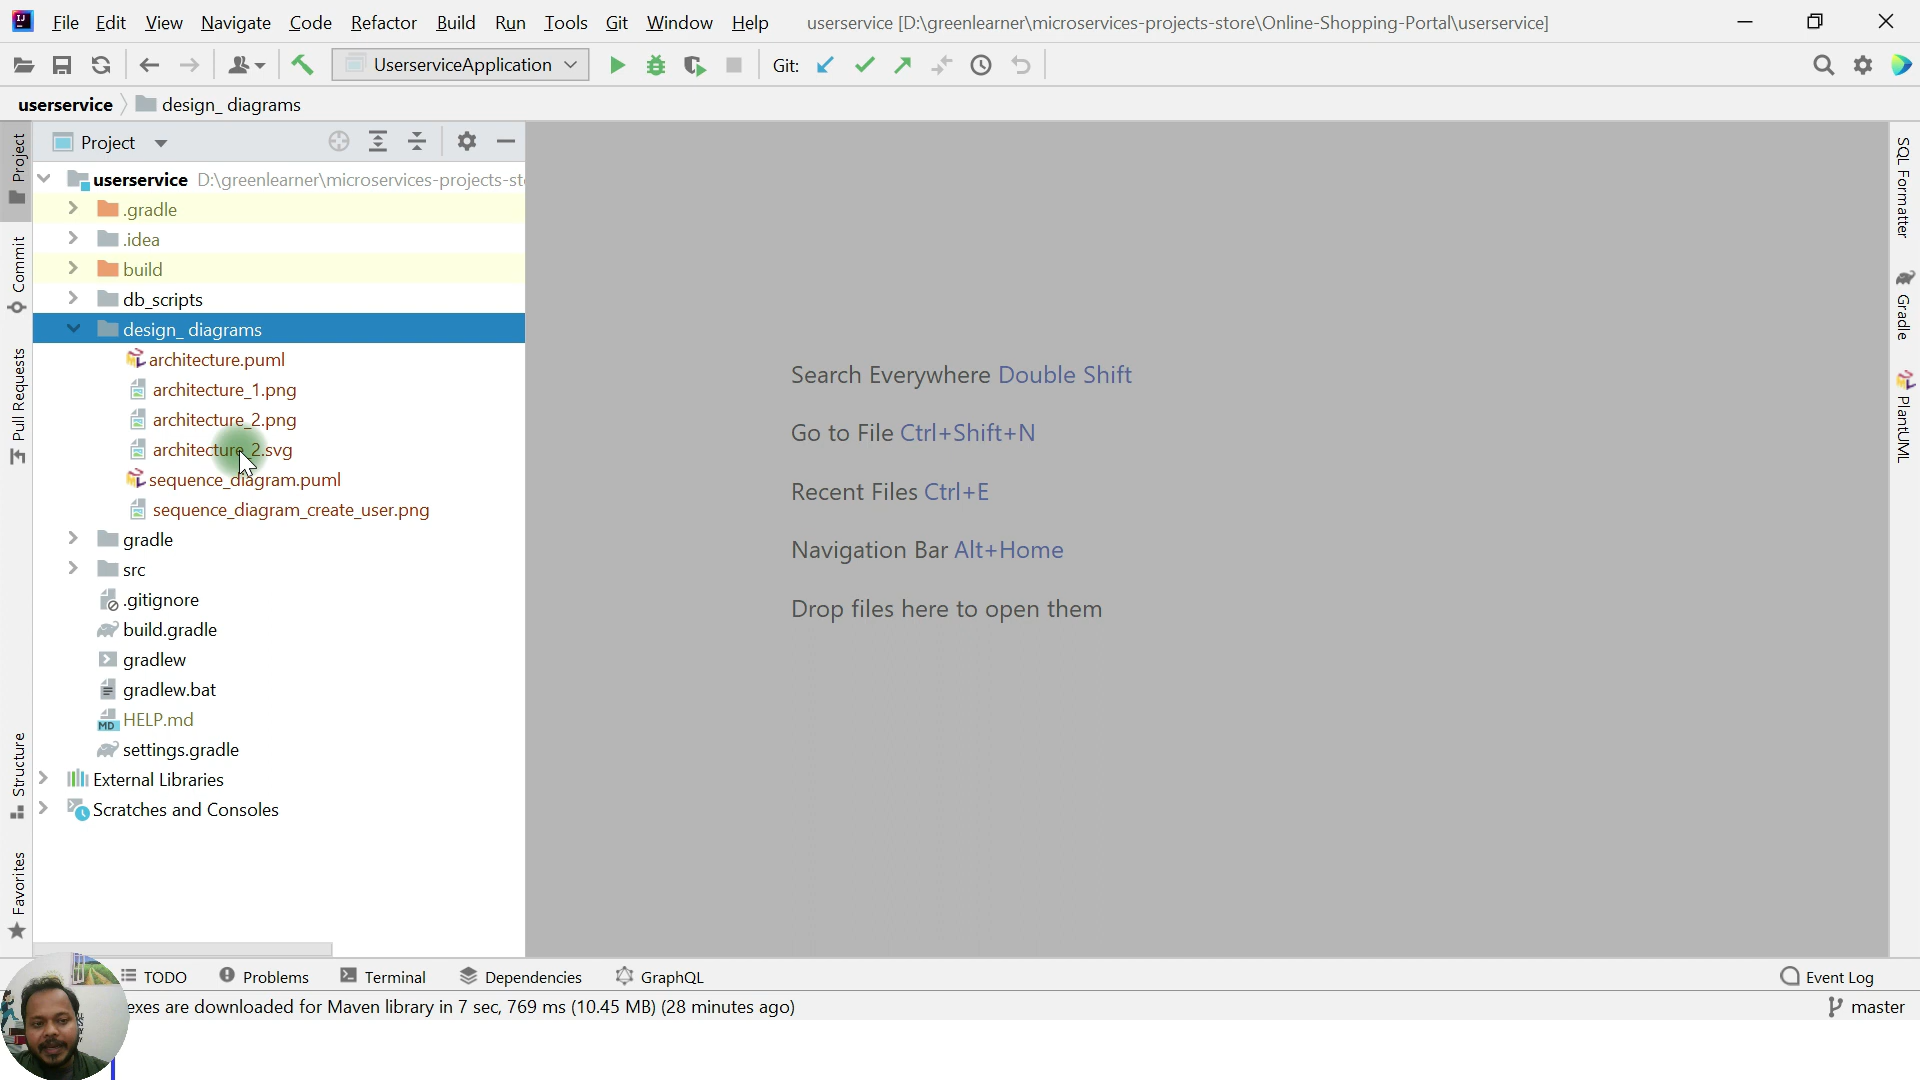 File Edit View Navigate Code Refactor Build Run Tools Git Window Help userservice [D:\greenlearner\microservices-projects-store\Online-Shopping-Portal\userservice]
UserserviceApplication Git:
userservice design_ diagrams
Project
userservice D:\greenlearner\microservices-projects-st
.gradle
.idea
build
db_scripts
design_ diagrams
architecture.puml
architecture_1.png
architecture_2.png
architecture_2.svg
sequence_diagram.puml
sequence_diagram_create_user.png
gradle
src
.gitignore
build.gradle
gradlew
gradlew.bat
HELP.md
settings.gradle
External Libraries
Scratches and Consoles
Project
Commit
Pull Requests
Structure
Favorites
Search Everywhere Double Shift
Go to File Ctrl+Shift+N
Recent Files Ctrl+E
Navigation Bar Alt+Home
Drop files here to open them
SQL Formatter
Gradle
PlantUML
TODO Problems Terminal Dependencies GraphQL Event Log
exes are downloaded for Maven library in 7 sec, 769 ms (10.45 MB) (28 minutes ago) master